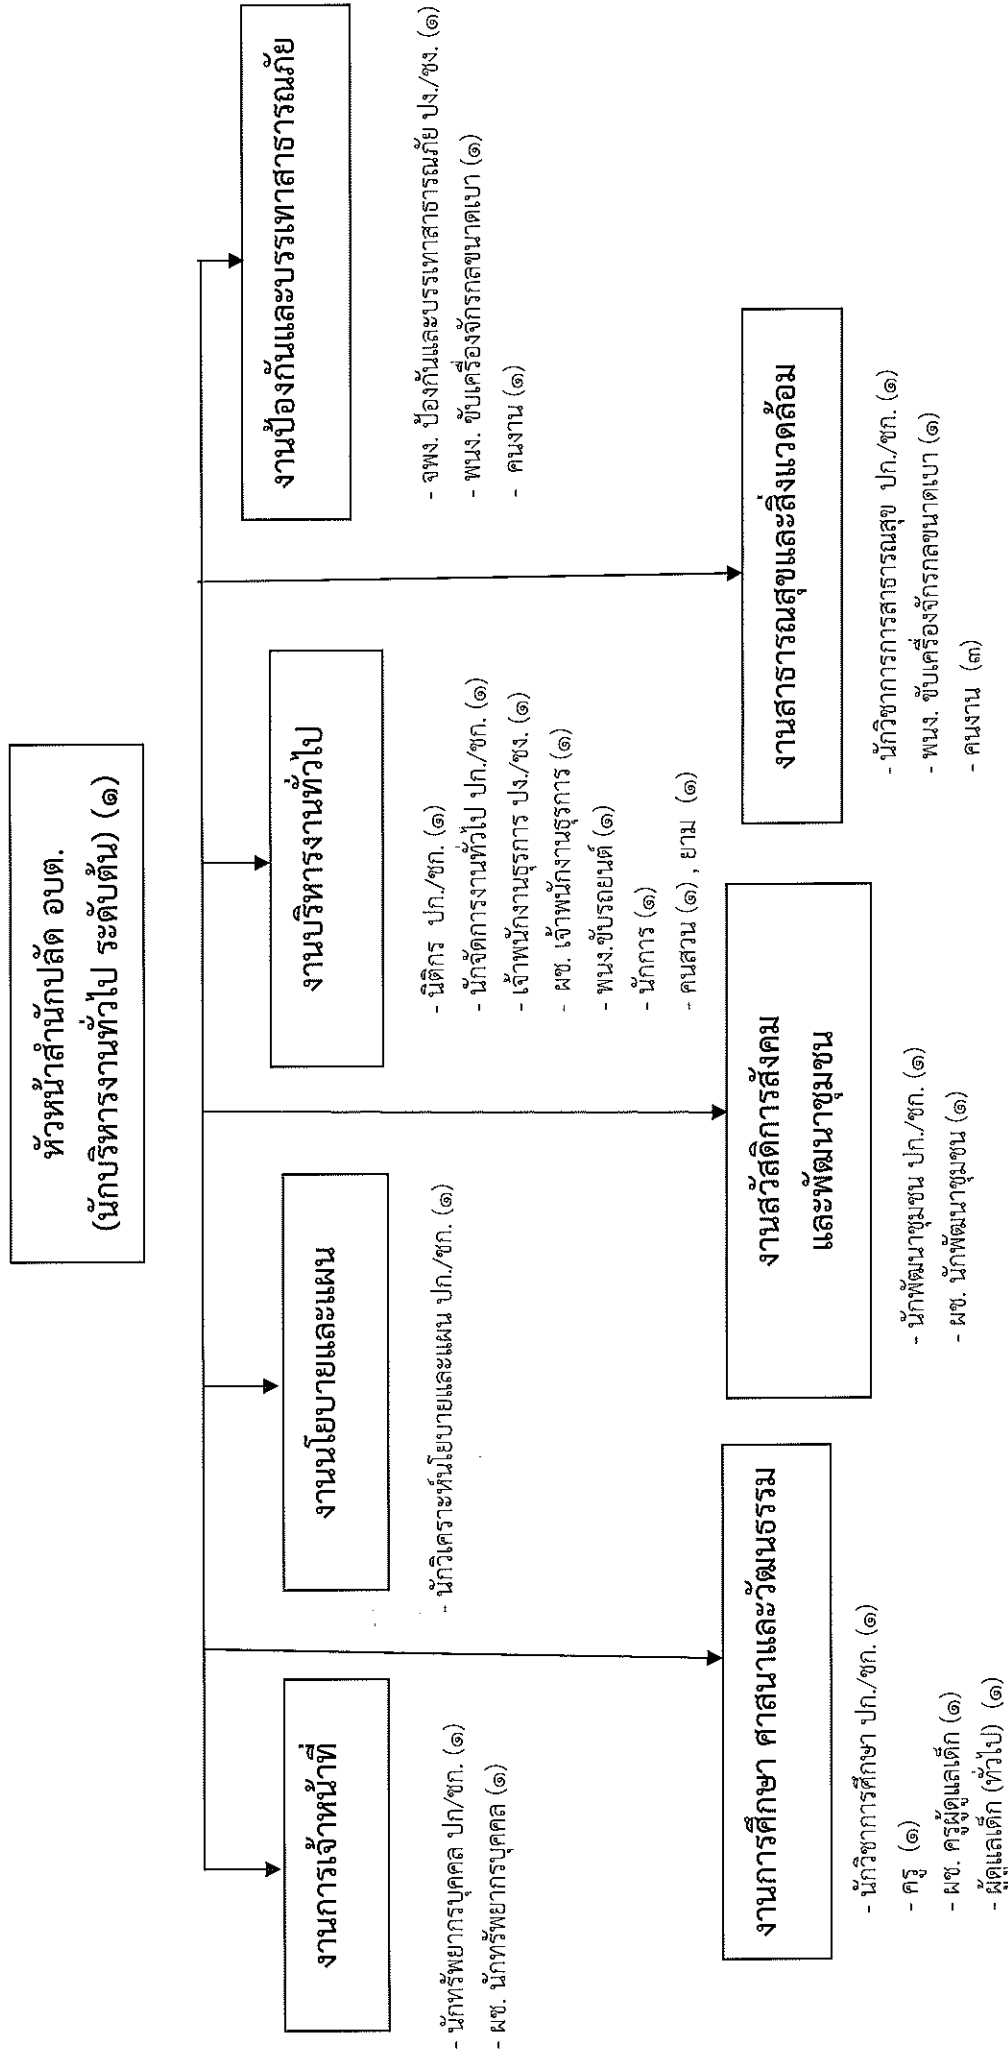 หัวหน้าสำนักปลัด อบต.
(นักบริหารงานทั่วไป ระดับต้น) (๑)
งานการเจ้าหน้าที่
- นักทรัพยากรบุคคล ปก/ชก. (๑)
- ผช. นักทรัพยากรบุคคล (๑)
งานนโยบายและแผน
- นักวิเคราะห์นโยบายและแผน ปก./ชก. (๑)
งานบริหารงานทั่วไป
- นิติกร ปก./ชก. (๑)
- นักจัดการงานทั่วไป ปก./ชก. (๑)
- เจ้าพนักงานธุรการ ปง./ชง. (๑)
- ผช. เจ้าพนักงานธุรการ (๑)
- พนง.ขับรถยนต์ (๑)
- นักการ (๑)
- คนสวน (๑) , ยาม (๑)
งานป้องกันและบรรเทาสาธารณภัย
- จพง. ป้องกันและบรรเทาสาธารณภัย ปง./ชง. (๑)
- พนง. ขับเครื่องจักรกลขนาดเบา (๑)
- คนงาน (๑)
งานการศึกษา ศาสนาและวัฒนธรรม
- นักวิชาการศึกษา ปก./ชก. (๑)
- ครู (๑)
- ผช. ครูผู้ดูแลเด็ก (๑)
- ผู้ดูแลเด็ก (ทั่วไป) (๑)
งานสวัสดิการสังคม
และพัฒนาชุมชน
- นักพัฒนาชุมชน ปก./ชก. (๑)
- ผช. นักพัฒนาชุมชน (๑)
งานสาธารณสุขและสิ่งแวดล้อม
- นักวิชาการการสาธารณสุข ปก./ชก. (๑)
- พนง. ขับเครื่องจักรกลขนาดเบา (๑)
- คนงาน (๓)